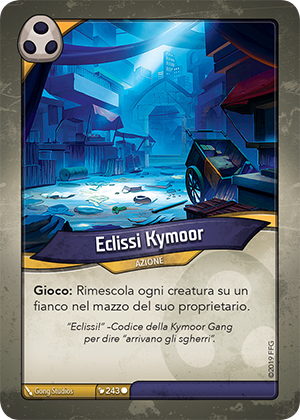 Eclissi Kymoor
AZIONE
Gioco: Rimescola ogni creatura su un
fianco nel mazzo del suo proprietario.
"Eclissi!" -Codice della Kymoor Gang
per dire "arrivano gli sgherri".
©2019 FFG
Gong Studios
243